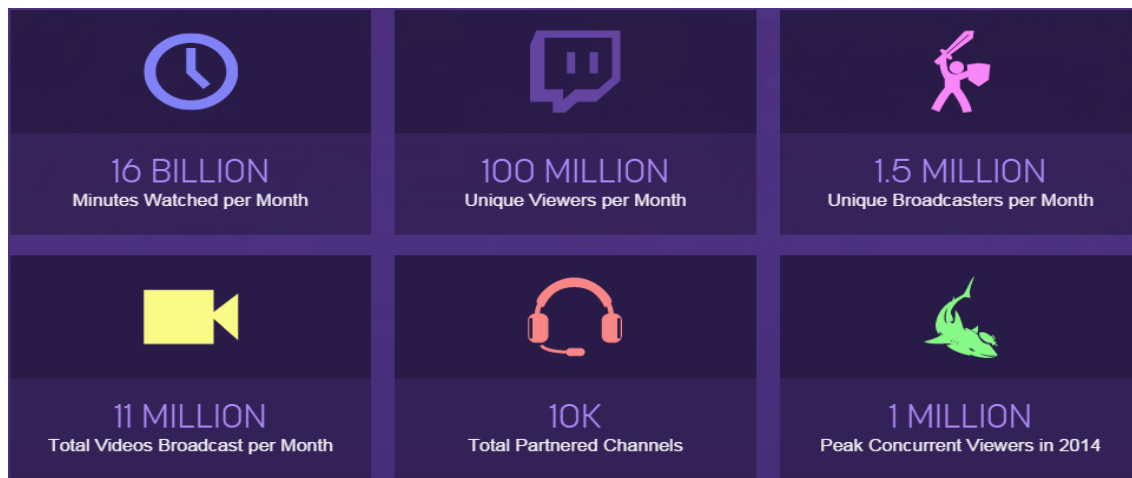 16 BILLION
Minutes Watched per Month
100 MILLION
Unique Viewers per Month
1.5 MILLION
Unique Broadcasters per Month
11 MILLION
Total Videos Broadcast per Month
10K
Total Partnered Channels
1 MILLION
Peak Concurrent Viewers in 2014